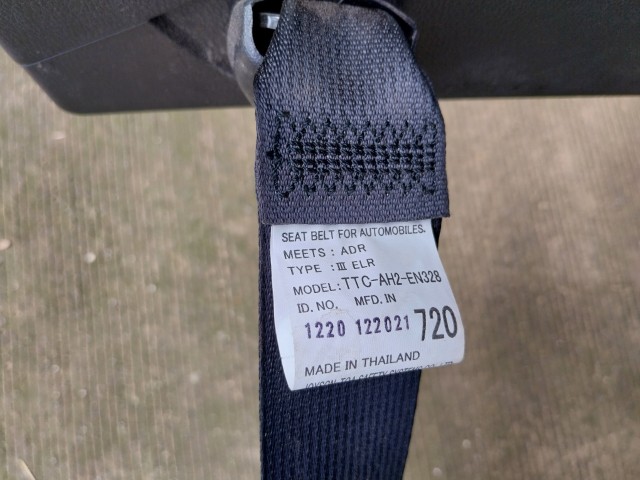 SEAT BELT FOR AUTOMOBILES.
MEETS : ADR
TYPE : Ⅲ ELR
MODEL: TTC-AH2-EN328
ID. NO. MFD. IN
1220 122021 720
MADE IN THAILAND